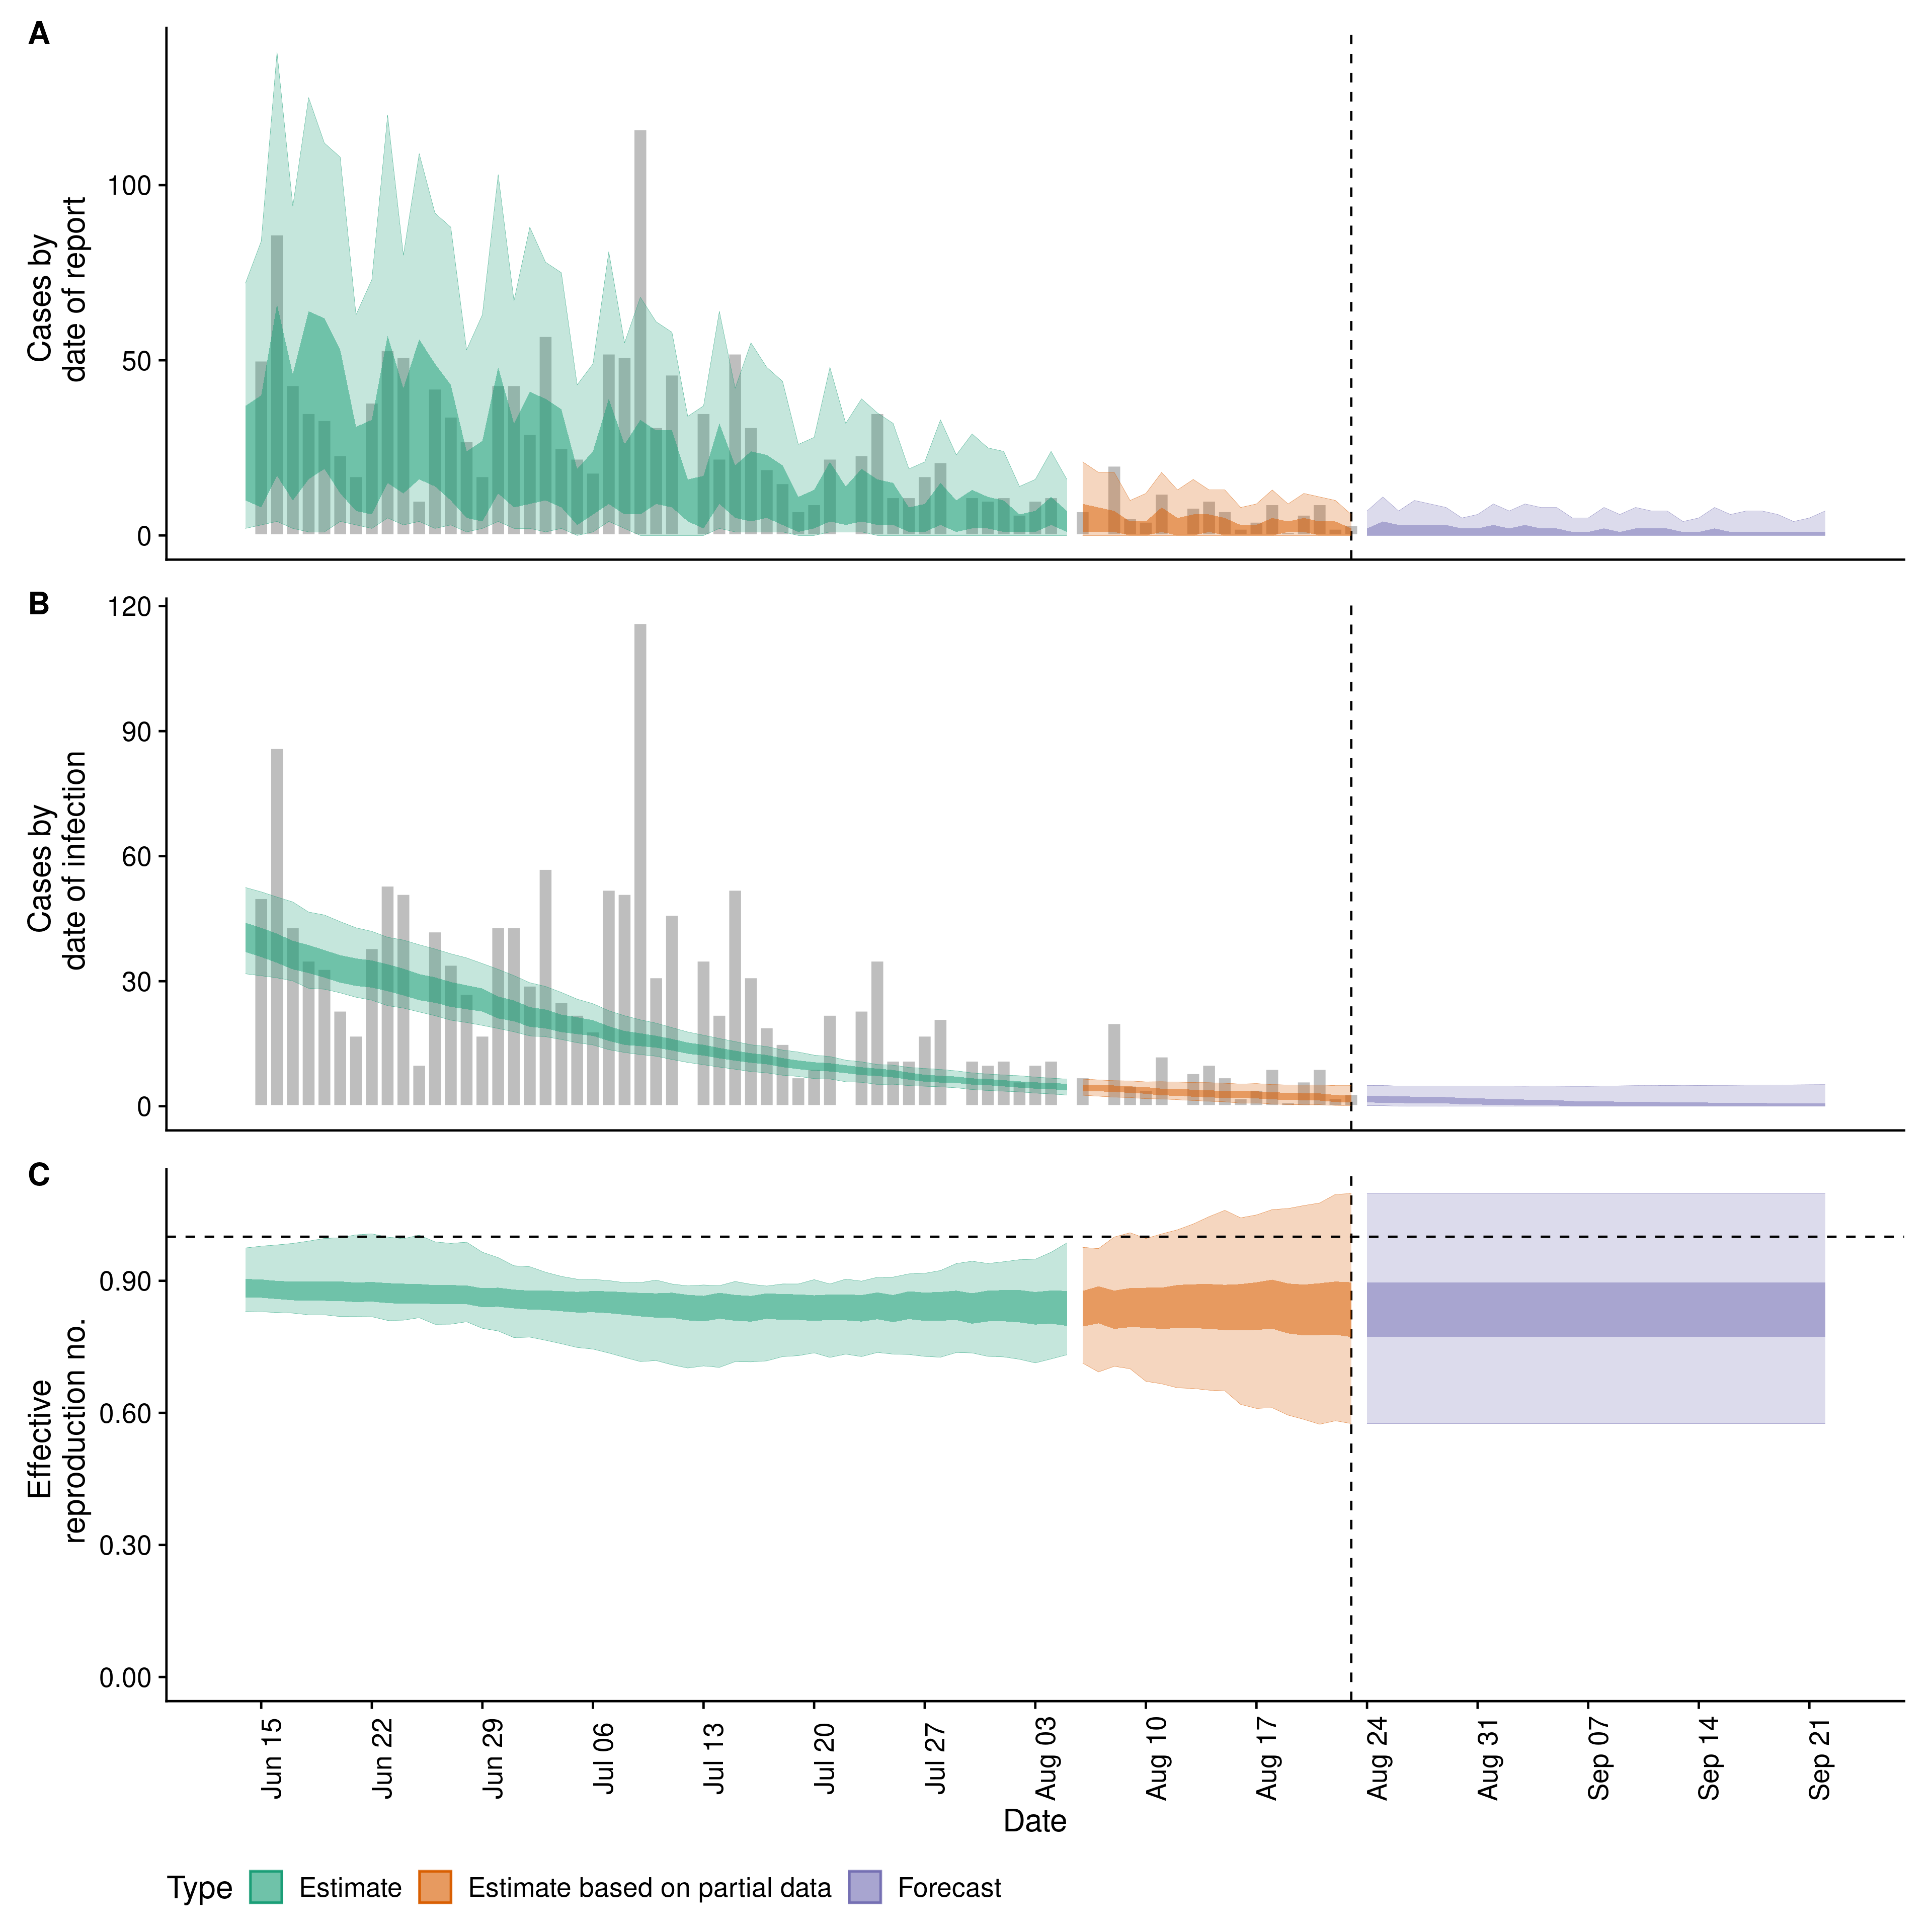 A
Cases by
date of report
100
50
0
B
Cases by
date of infection
120
90
60
30
0
C
Effective
reproduction no.
0.90
0.60
0.30
0.00
Jun 15
Jun 22
Jun 29
Jul 06
Jul 13
Jul 20
Jul 27
Aug 03
Aug 10
Aug 17
Aug 24
Aug 31
Sep 07
Sep 14
Sep 21
Date
Type Estimate Estimate based on partial data Forecast